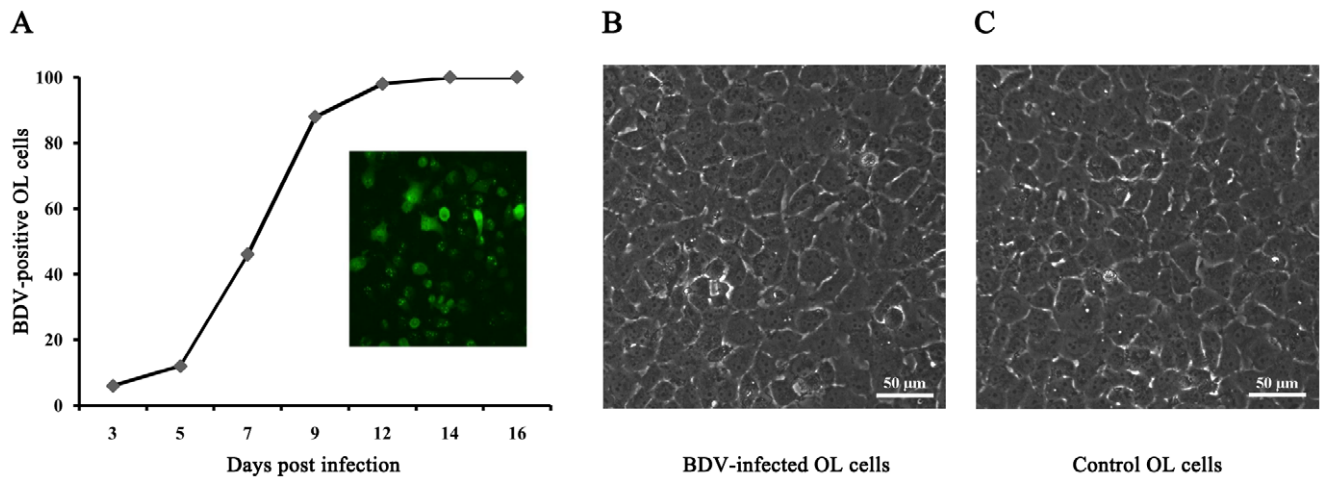 A
B
C
BDV-positive OL cells
100
80
60
40
20
0
3 5 7 9 12 14 16
Days post infection
50 µm
BDV-infected OL cells
50 µm
Control OL cells